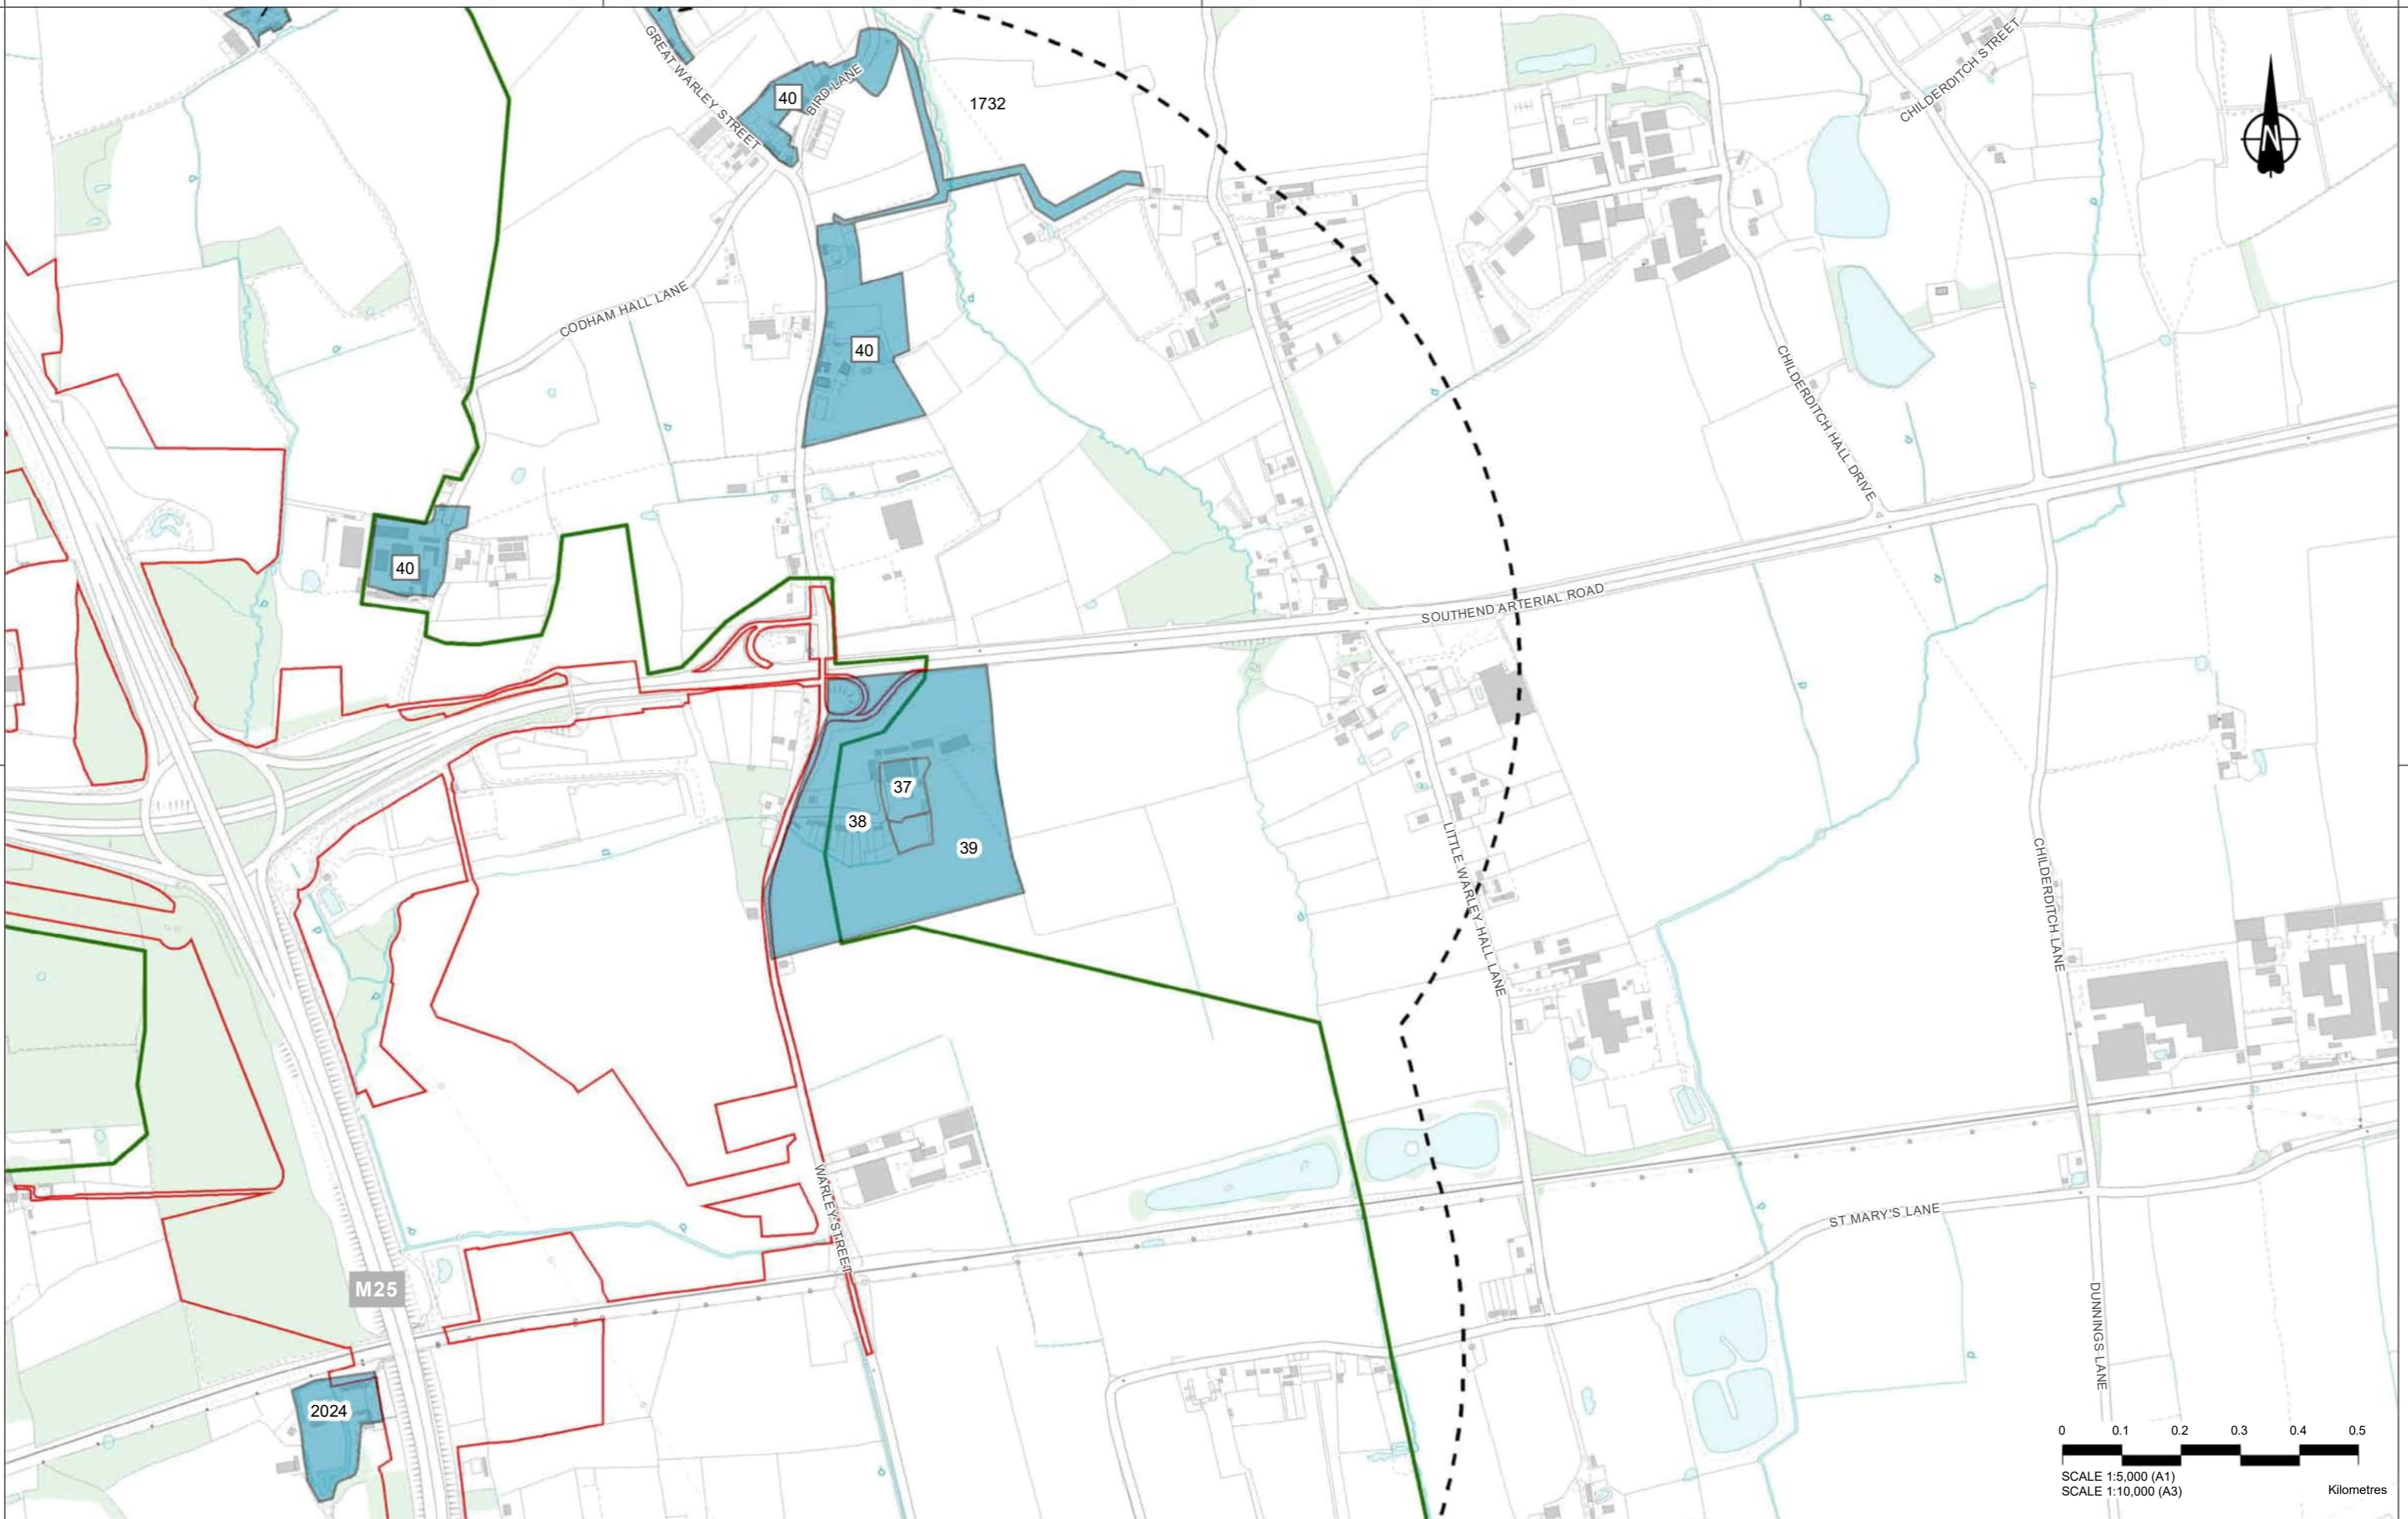 GREAT WARLEY STREET
40
BIRD LANE
1732
CHILDERDITCH STREET
N
CODHAM HALL LANE
40
CHILDERDITCH HALL DRIVE
40
SOUTHEND ARTERIAL ROAD
37
38
39
LITTLE WARLEY HALL LANE
CHILDERDITCH LANE
WARLEY STREET
ST MARY'S LANE
M25
DUNNINGS LANE
2024
0 0.1 0.2 0.3 0.4 0.5
SCALE 1:5,000 (A1)
SCALE 1:10,000 (A3)
Kilometres